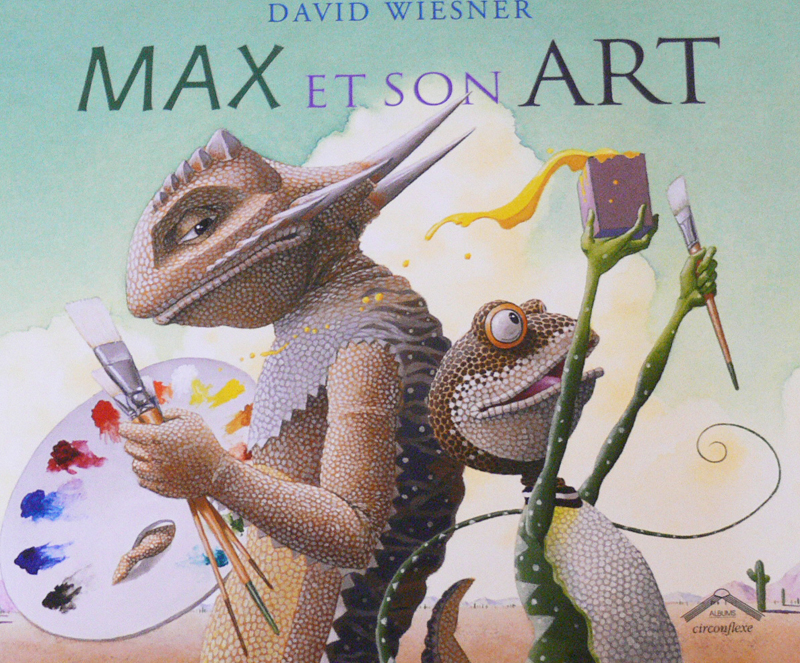 DAVID WIESNER
MAX ET SON ART
ALBUMS
circonflexe